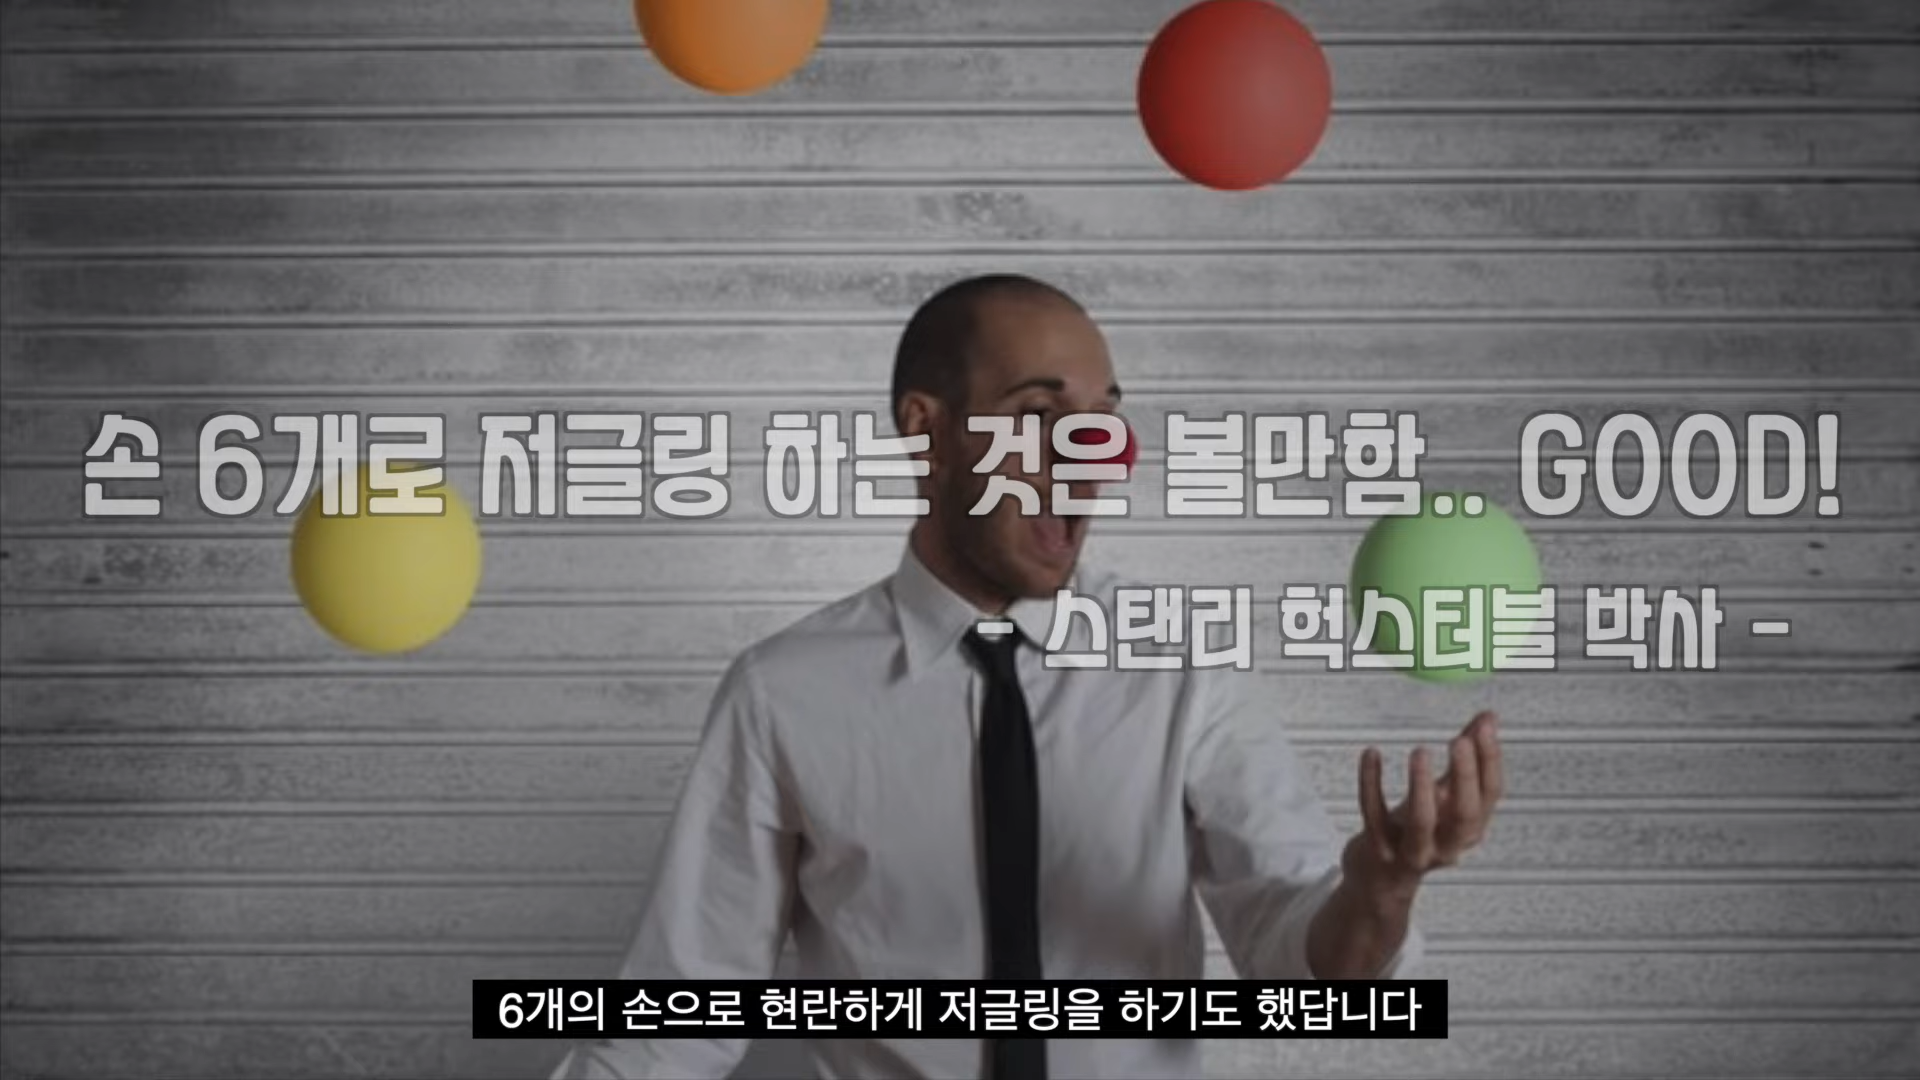 손 6개로 저글링 하는 것은 볼만함.. GOOD!
- 스탠리 헉스터블 박사 -
6개의 손으로 현란하게 저글링을 하기도 했답니다